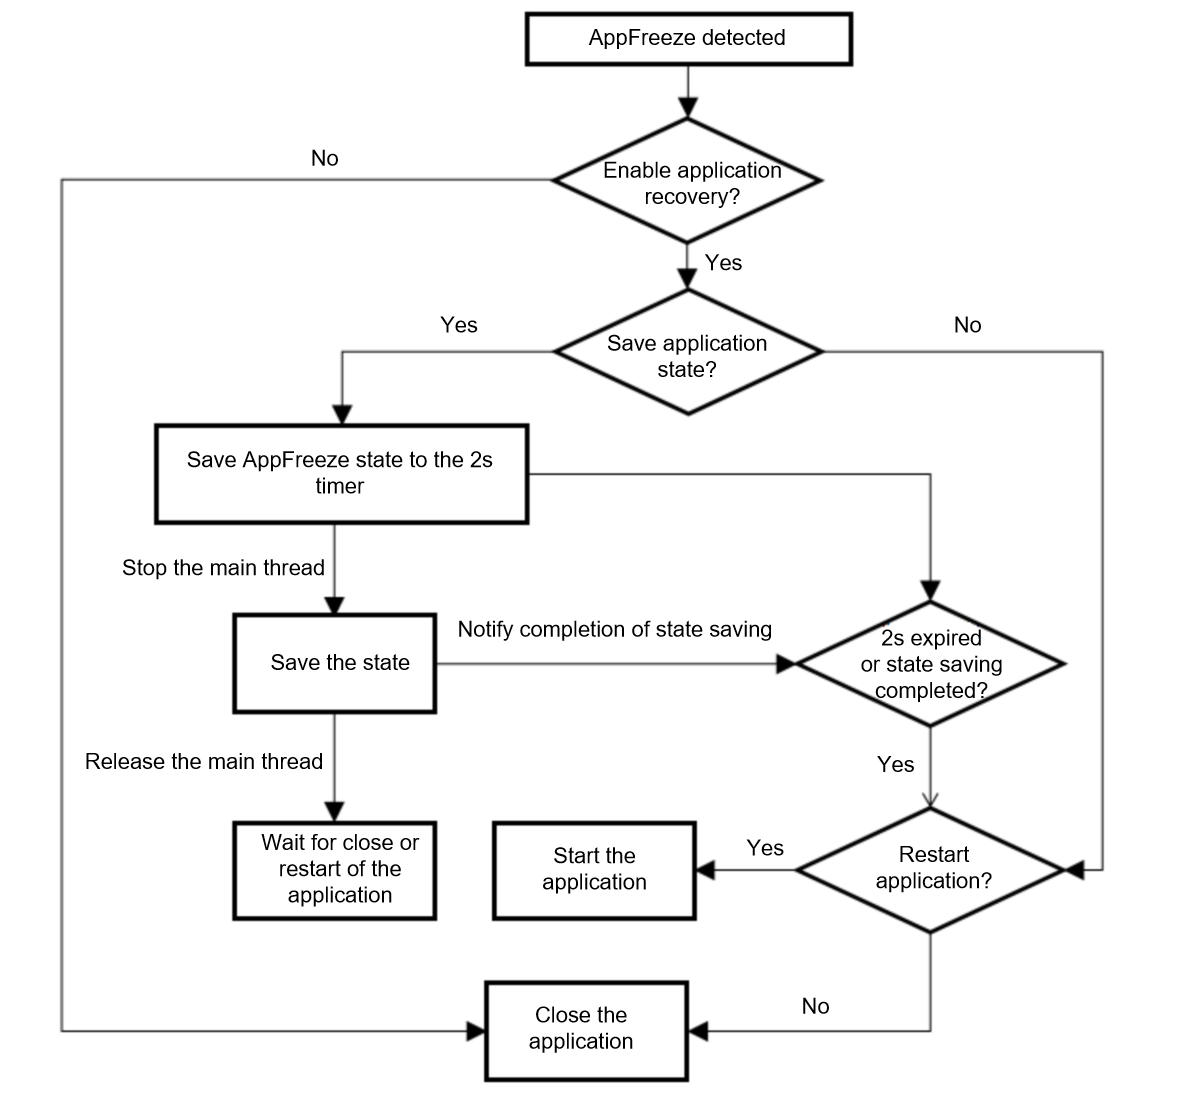 AppFreeze detected
No
Enable application
recovery?
Yes
Yes
Save application
state?
No
Save AppFreeze state to the 2s
timer
Stop the main thread
Save the state
Notify completion of state saving
2s expired
or state saving
completed?
Release the main thread
Yes
Wait for close or
restart of the
application
Start the
application
Yes
Restart
application?
Close the
application
No